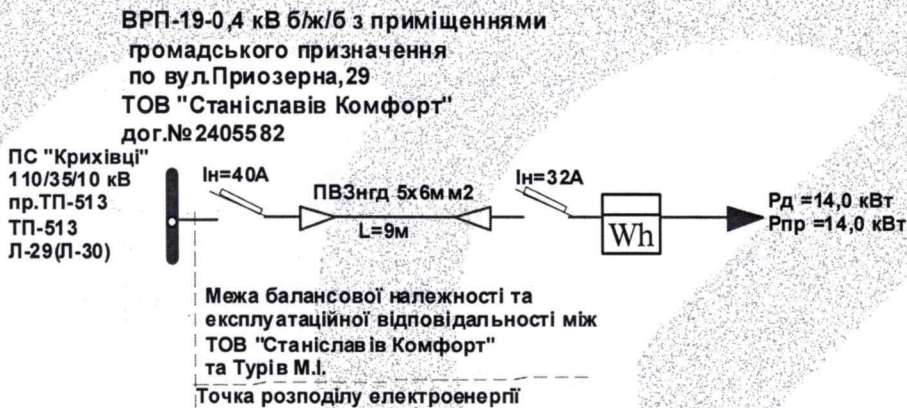 ВРП-19-0,4 кВ б/ж/б з приміщеннями
громадського призначення
по вул.Приозерна,29
ТОВ "Станіславів Комфорт"
дог.№2405582
ПС "Крихівці"
110/35/10 кВ
пр.ТП-513
ТП-513
Л-29(Л-30)
Ін=40А
ПВЗнгд 5х6мм2
L=9м
Ін=32А
Wh
Рд =14,0 кВт
Рпр =14,0 кВт
Межа балансової належності та
експлуатаційної відповідальності між
ТОВ "Станіславів Комфорт"
та Турів М.І.
Точка розподілу електроенергії